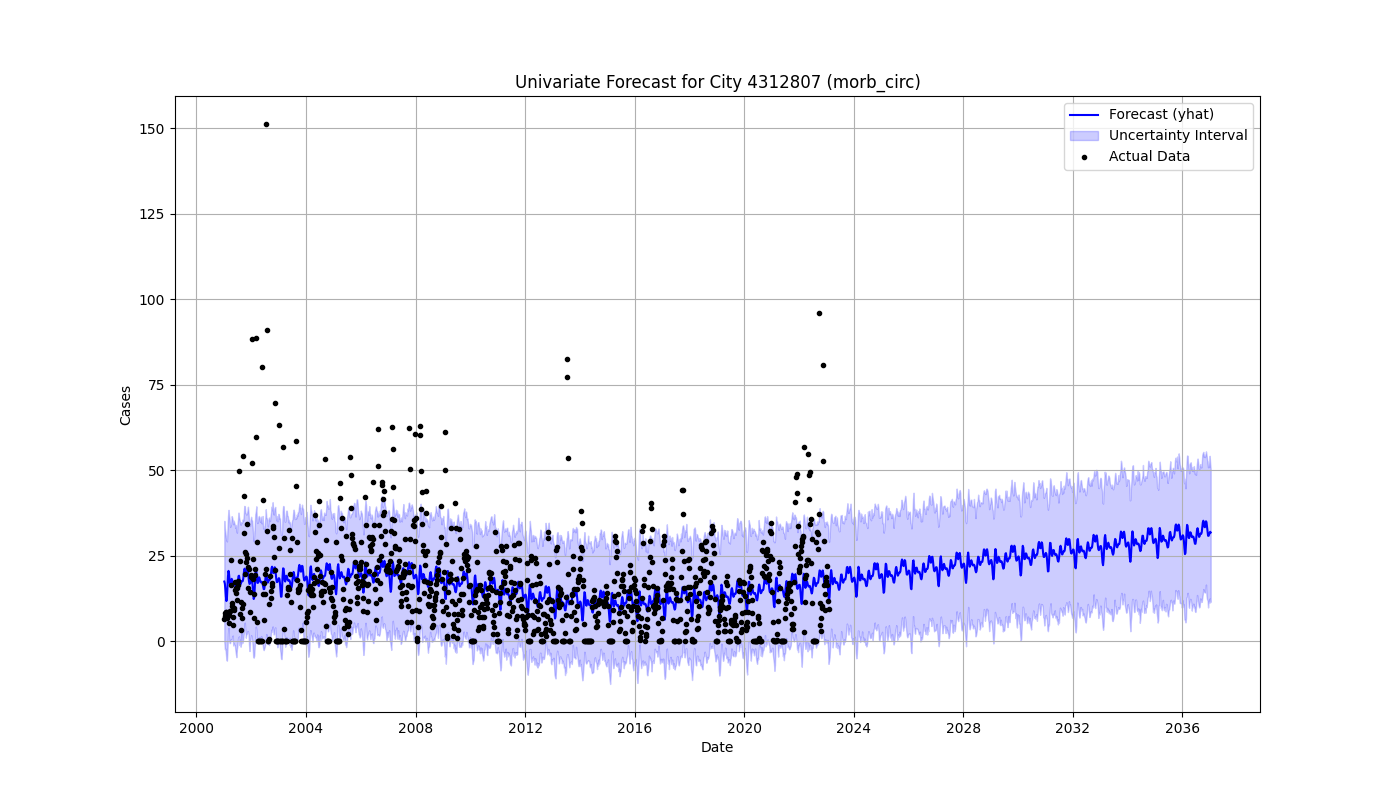 Univariate Forecast for City 4312807 (morb_circ)
Forecast (yhat)
Uncertainty Interval
Actual Data
150
125
100
75
50
25
0
Cases
2000
2004
2008
2012
2016
2020
2024
2028
2032
2036
Date